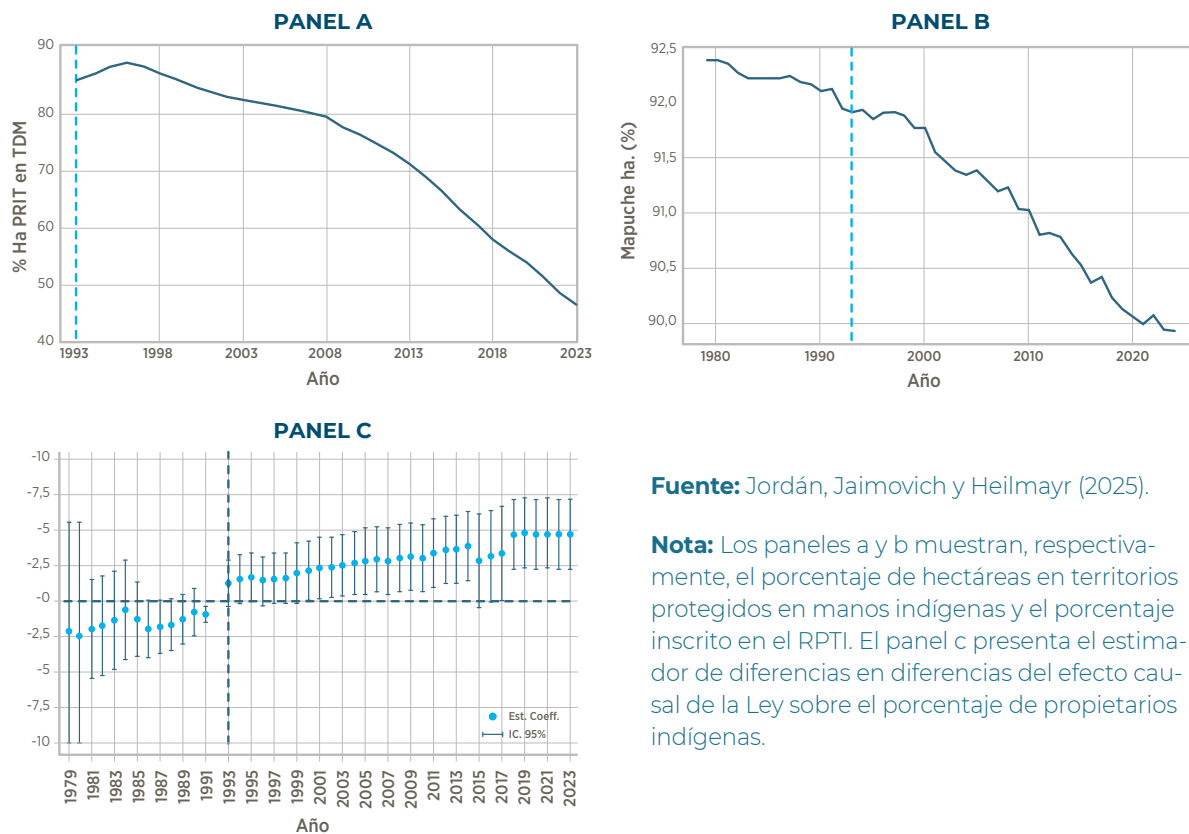 PANEL A
% Ha PRIT en TDM
90
80
70
60
50
40
1993 1998 2003 2008 2013 2018 2023
Año
PANEL B
Mapuche ha. (%)
92,5
92,0
91,5
91,0
90,5
90,0
1980 1990 2000 2010 2020
Año
PANEL C
-10
-7,5
-5
-2,5
-0
-2,5
-5
-7,5
-10
Est. Coeff.
IC. 95%
1979 1981 1983 1985 1987 1989 1991 1993 1995 1997 1999 2001 2003 2005 2007 2009 2011 2013 2015 2017 2019 2021 2023
Año
Fuente: Jordán, Jaimovich y Heilmayr (2025).
Nota: Los paneles a y b muestran, respectiva-
mente, el porcentaje de hectáreas en territorios
protegidos en manos indígenas y el porcentaje
inscrito en el RPTI. El panel c presenta el estima-
dor de diferencias en diferencias del efecto cau-
sal de la Ley sobre el porcentaje de propietarios
indígenas.